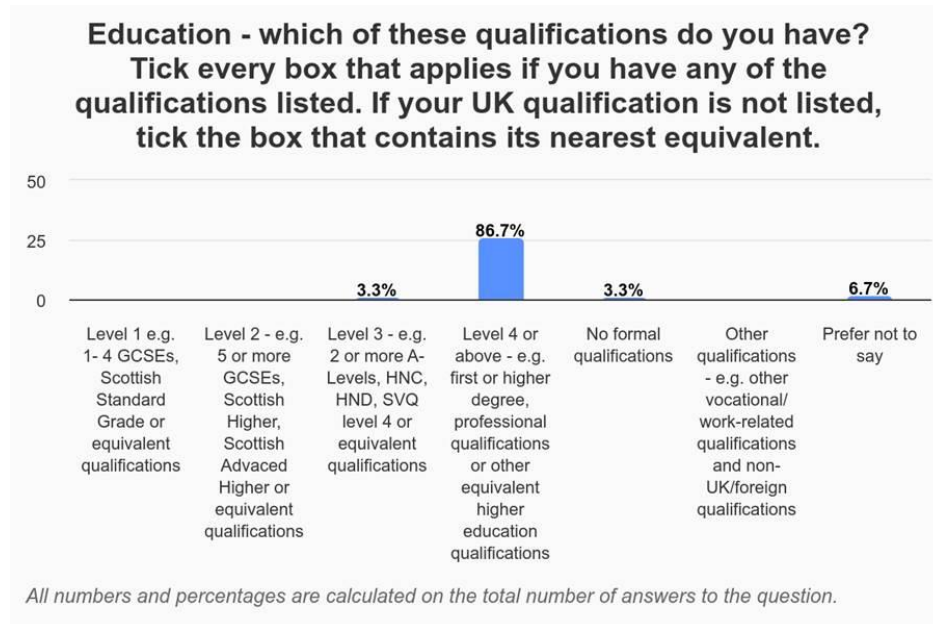 Education - which of these qualifications do you have?
Tick every box that applies if you have any of the
qualifications listed. If your UK qualification is not listed,
tick the box that contains its nearest equivalent.
50
25
0
3.3%
86.7%
3.3%
6.7%
Level 1 e.g.
1- 4 GCSEs,
Scottish
Standard
Grade or
equivalent
qualifications
Level 2 - e.g.
5 or more
GCSEs,
Scottish
Higher,
Scottish
Advaced
Higher or
equivalent
qualifications
Level 3 - e.g.
2 or more A-
Levels, HNC,
HND, SVQ
level 4 or
equivalent
qualifications
Level 4 or
above - e.g.
first or higher
degree,
professional
qualifications
or other
equivalent
higher
education
qualifications
No formal
qualifications
Other
qualifications
- e.g. other
vocational/
work-related
qualifications
and non-
UK/foreign
qualifications
Prefer not to
say
All numbers and percentages are calculated on the total number of answers to the question.